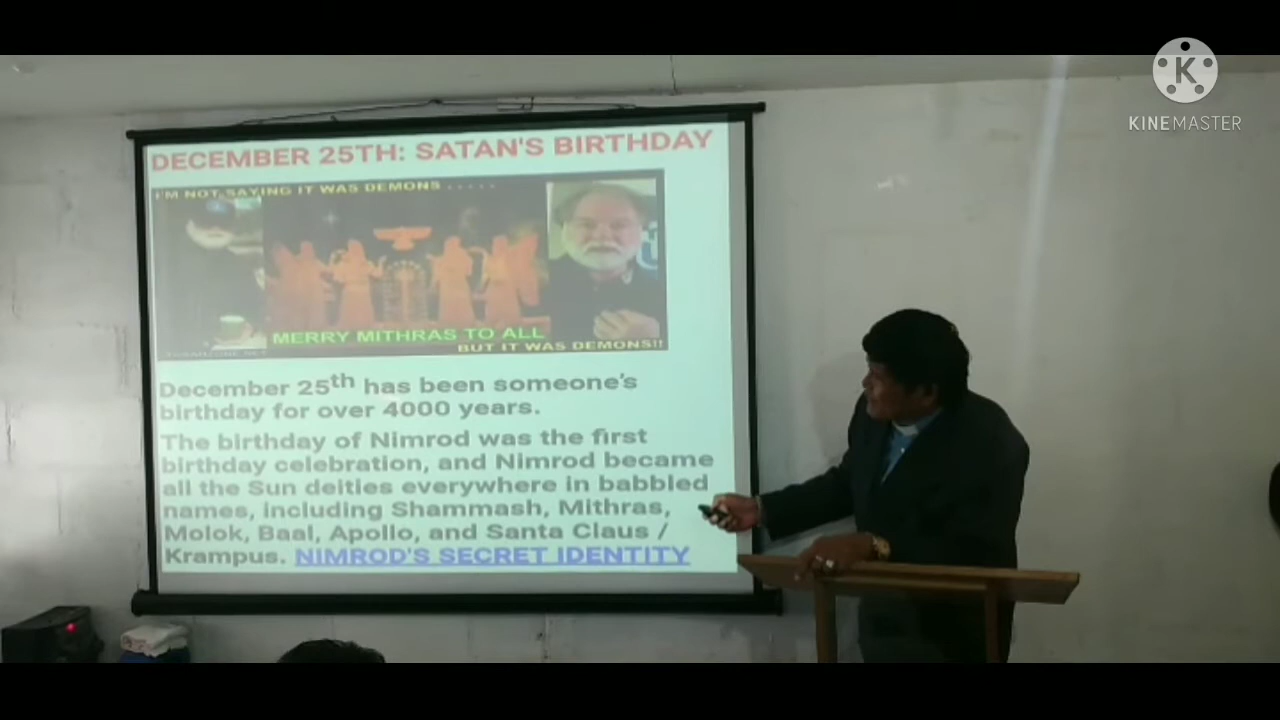 KINEMASTER
DECEMBER 25TH: SATAN'S BIRTHDAY
I'M NOT SAYING IT WAS DEMONS . . . . .
MERRY MITHRAS TO ALL
BUT IT WAS DEMONS!!
December 25th has been someone's
birthday for over 4000 years.
The birthday of Nimrod was the first
birthday celebration, and Nimrod became
all the Sun deities everywhere in babbled
names, including Shammash, Mithras,
Molok, Baal, Apollo, and Santa Claus /
Krampus. NIMROD'S SECRET IDENTITY